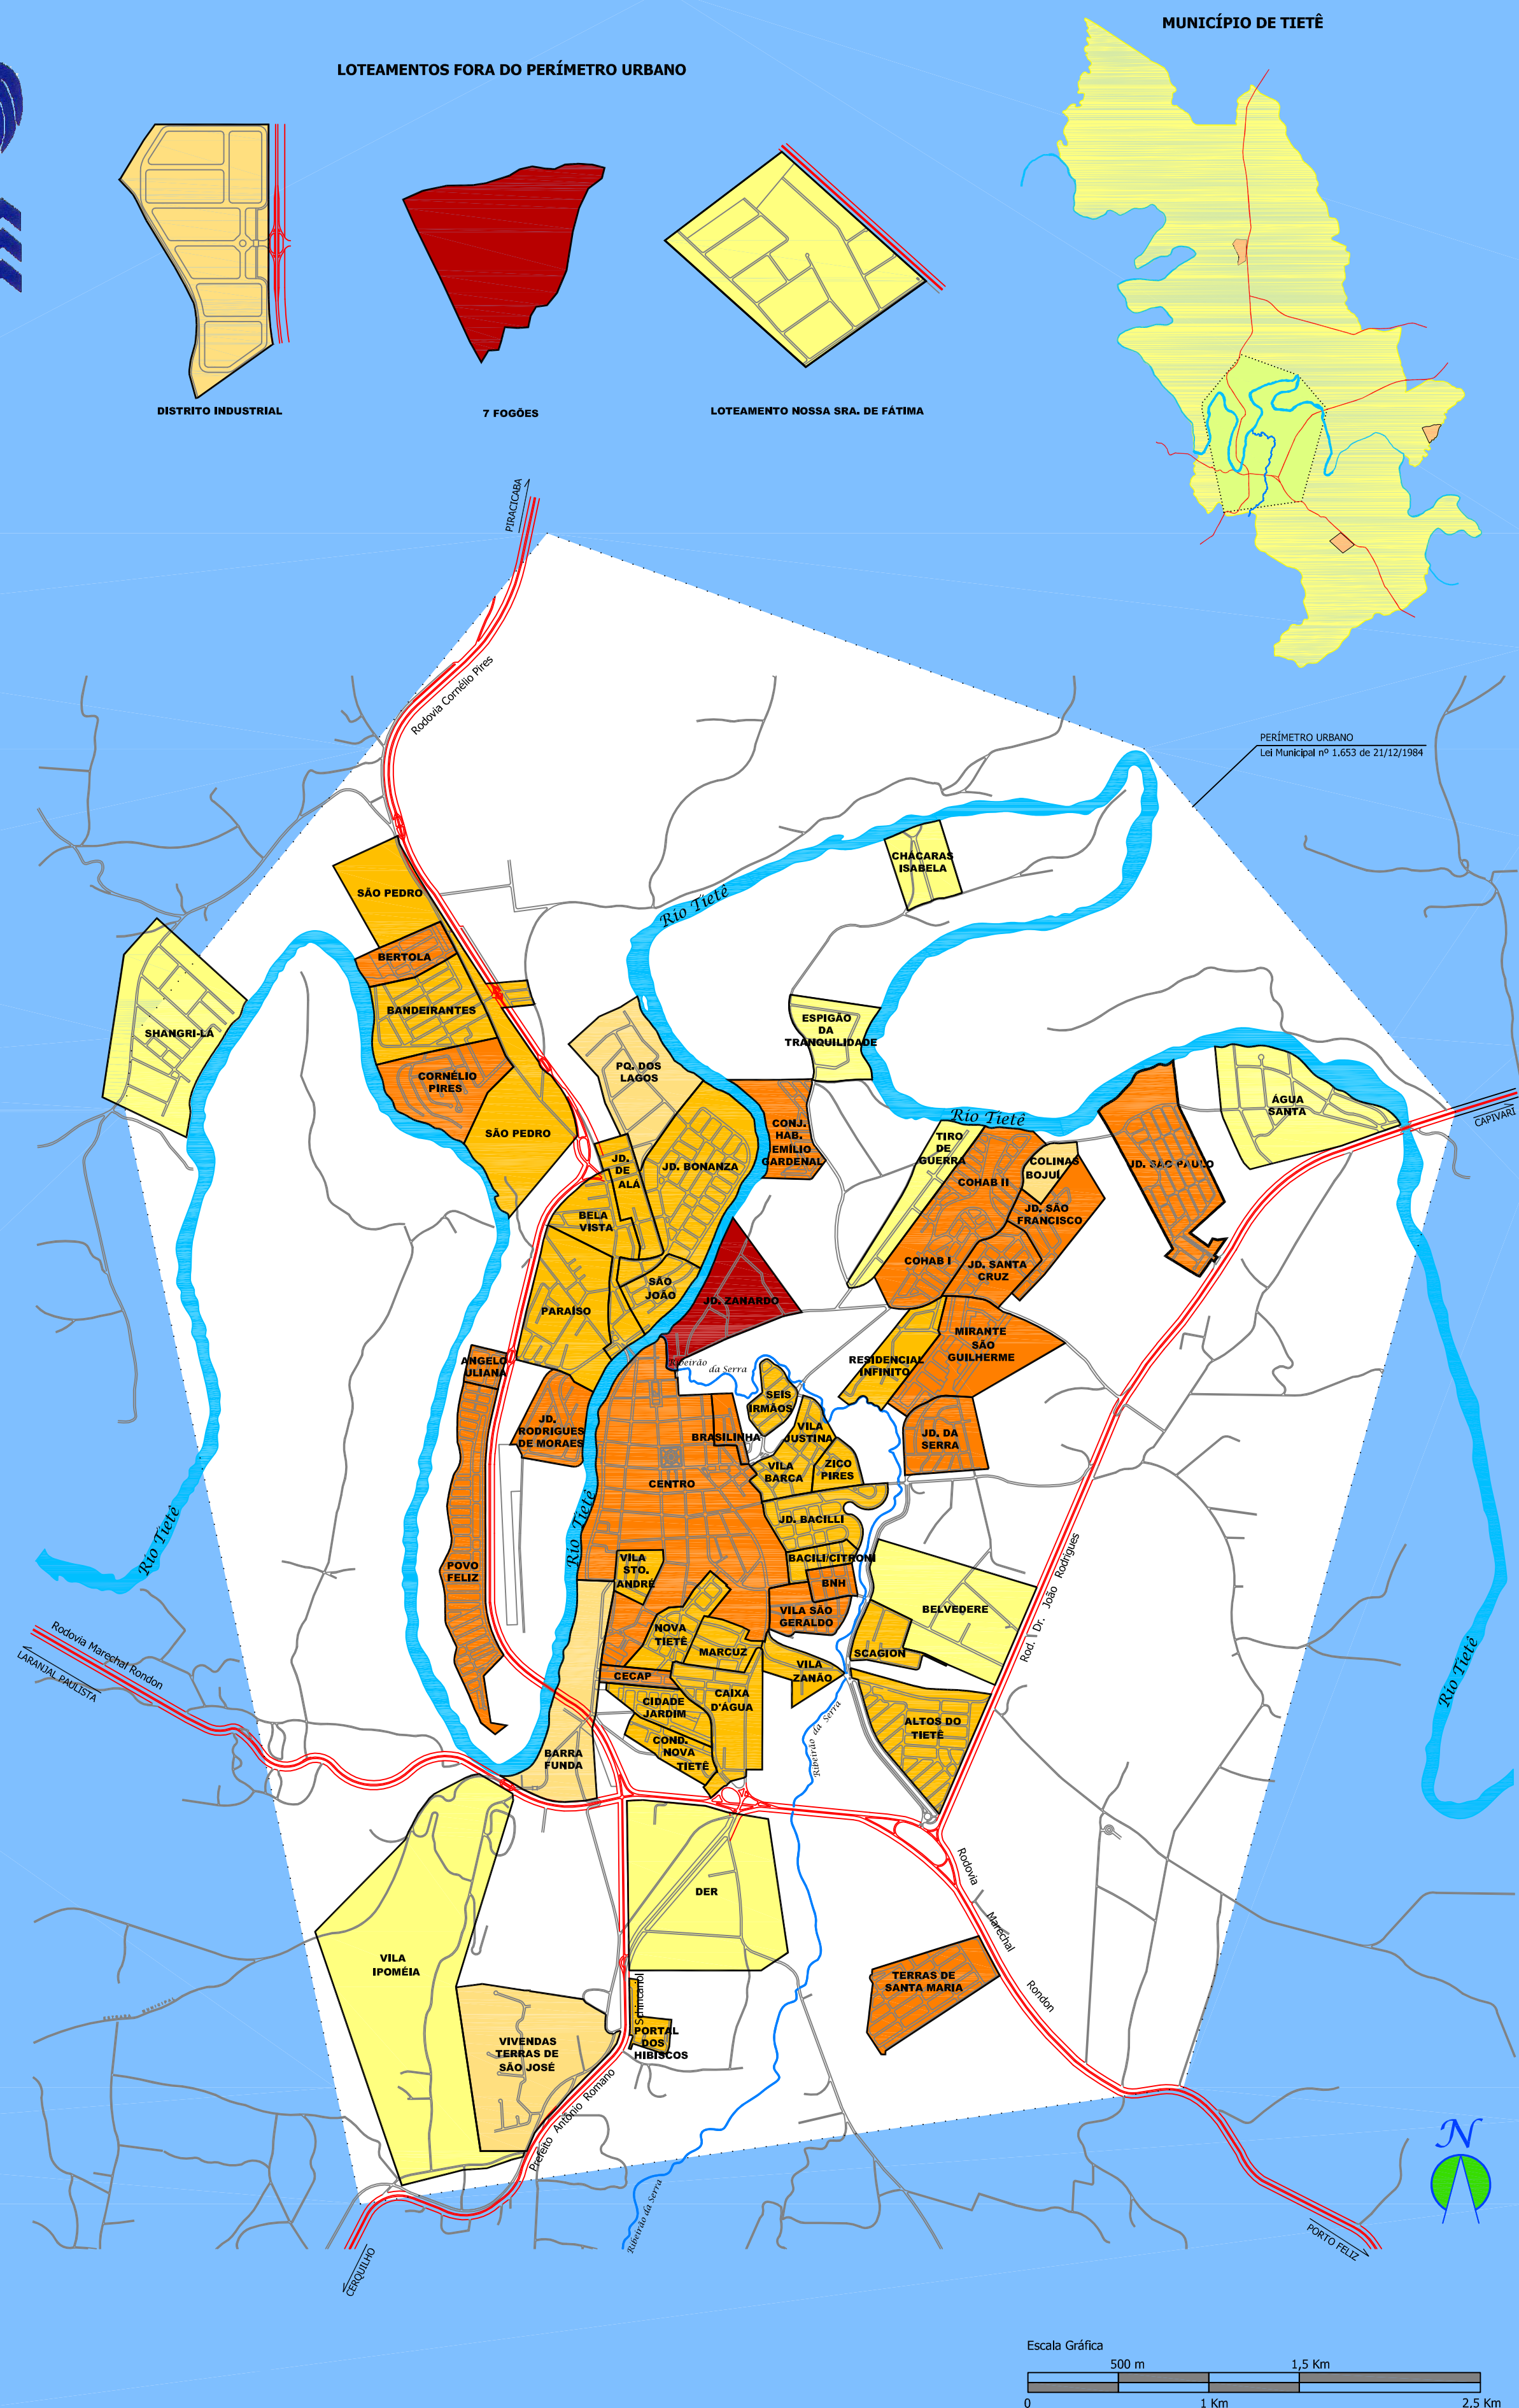 MUNICÍPIO DE TIETÊ
LOTEAMENTOS FORA DO PERÍMETRO URBANO
DISTRITO INDUSTRIAL
7 FOGÕES
LOTEAMENTO NOSSA SRA. DE FÁTIMA
PIRACICABA
Rodovia Cornélio Pires
PERÍMETRO URBANO
Lei Municipal nº 1.653 de 21/12/1984
CHÁCARAS
ISABELA
SÃO PEDRO
Rio Tietê
BERTOLA
BANDEIRANTES
SHANGRI-LÁ
ESPIGÃO
DA
TRANQUILIDADE
PQ. DOS
LAGOS
CORNÉLIO
PIRES
ÁGUA
SANTA
CAPIVARI
Rio Tietê
SÃO PEDRO
CONJ.
HAB.
EMÍLIO
GARDENAL
TIRO
DE
GUERRA
COLINAS
BOJUÍ
JD. SÃO PAULO
JD.
DE
ALÁ
JD. BONANZA
COHAB II
JD. SÃO
FRANCISCO
BELA
VISTA
COHAB I
JD. SANTA
CRUZ
SÃO
JOÃO
JD. ZANARDO
PARAÍSO
MIRANTE
SÃO
GUILHERME
ANGELO
ULIANA
Ribeirão
da Serra
RESIDENCIAL
INFINITO
SEIS
IRMÃOS
JD.
RODRIGUES
DE MORAES
BRASILINHA
VILA
JUSTINA
JD. DA
SERRA
VILA
BARCA
ZICO
PIRES
CENTRO
Rio Tietê
Rio Tietê
JD. BACILLI
BACILI/CITRONI
VILA
STO.
ANDRÉ
BNH
POVO
FELIZ
VILA SÃO
GERALDO
BELVEDERE
Rod. Dr. João Rodrigues
NOVA
TIETÊ
MARCUZ
SCAGION
VILA
ZANÃO
CECAP
Rio Tietê
Rodovia Marechal Rondon
LARANJAL PAULISTA
CIDADE
JARDIM
CAIXA
D'ÁGUA
ALTOS DO
TIETÊ
Ribeirão da Serra
COND.
NOVA
TIETÊ
BARRA
FUNDA
DER
Rodovia
Marechal
Rondon
VILA
IPOMÉIA
TERRAS DE
SANTA MARIA
Schincariol
PORTAL
DOS
HIBISCOS
VIVENDAS
TERRAS DE
SÃO JOSÉ
Prefeito Antônio Romano
Ribeirão da Serra
N
CERQUILHO
PORTO FELIZ
Escala Gráfica
500 m
1,5 Km
0
1 Km
2,5 Km